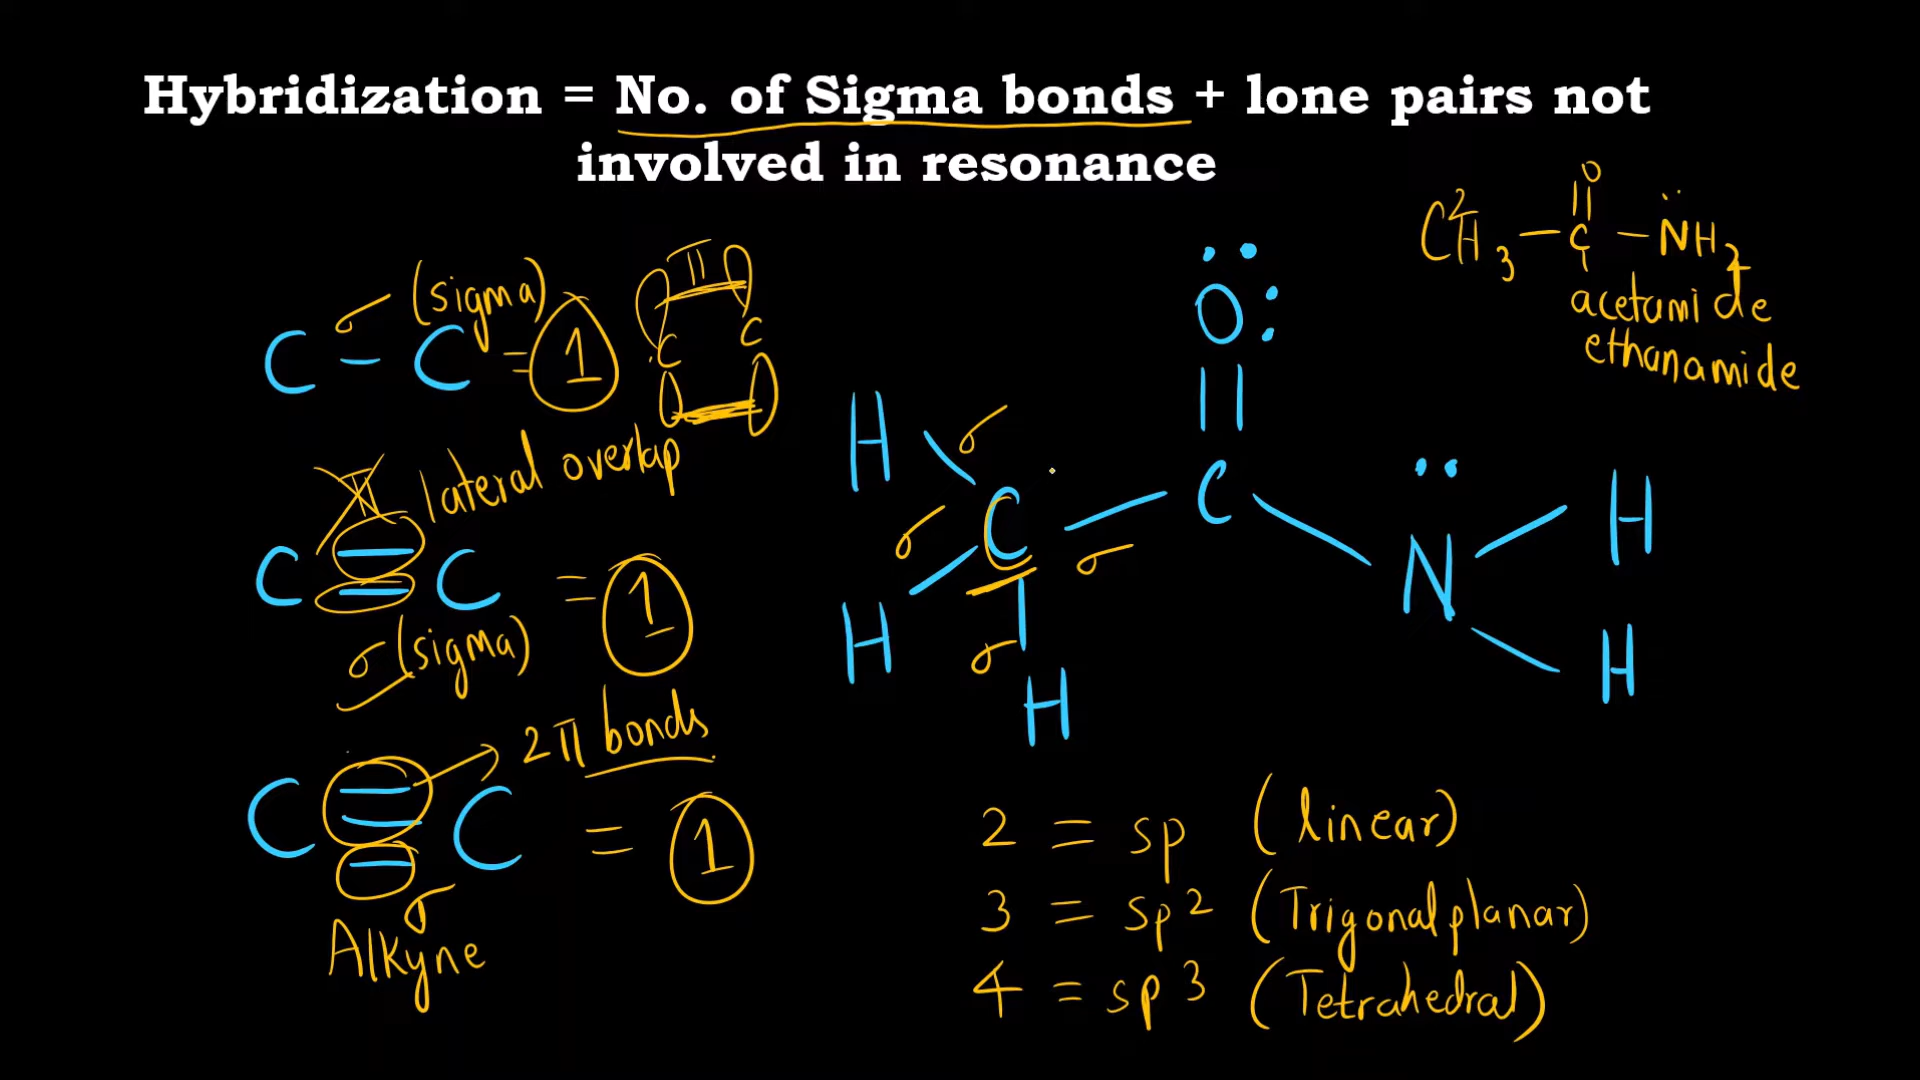 Hybridization = No. of Sigma bonds + lone pairs not
involved in resonance
O
CH3 – C – NH2
2
acetamide
ethanamide
σ (sigma)
C – C = 1
π
C C
lateral overlap
π
C = C = 1
σ (sigma)
2π bonds
C ≡ C = 1
σ
Alkyne
O
H σ
C C
σ σ
N H
H H
σ
H
2 = sp (linear)
3 = sp2 (Trigonal planar)
4 = sp3 (Tetrahedral)